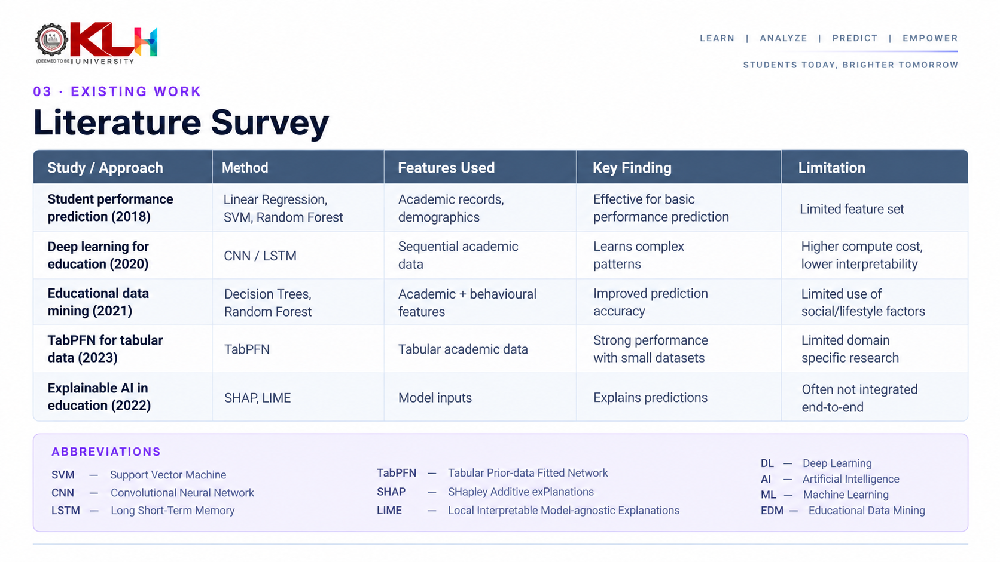 KLH
(DEEMED TO BE UNIVERSITY
LEARN | ANALYZE | PREDICT | EMPOWER
STUDENTS TODAY, BRIGHTER TOMORROW
03 · EXISTING WORK
Literature Survey
Study / Approach Method Features Used Key Finding Limitation
Student performance
prediction (2018)
Linear Regression,
SVM, Random Forest
Academic records,
demographics
Effective for basic
performance prediction
Limited feature set
Deep learning for
education (2020)
CNN / LSTM
Sequential academic
data
Learns complex
patterns
Higher compute cost,
lower interpretability
Educational data
mining (2021)
Decision Trees,
Random Forest
Academic + behavioural
features
Improved prediction
accuracy
Limited use of
social/lifestyle factors
TabPFN for tabular
data (2023)
TabPFN
Tabular academic data
Strong performance
with small datasets
Limited domain
specific research
Explainable AI in
education (2022)
SHAP, LIME
Model inputs
Explains predictions
Often not integrated
end-to-end
ABBREVIATIONS
SVM — Support Vector Machine
CNN — Convolutional Neural Network
LSTM — Long Short-Term Memory
TabPFN — Tabular Prior-data Fitted Network
SHAP — SHapley Additive exPlanations
LIME — Local Interpretable Model-agnostic Explanations
DL — Deep Learning
AI — Artificial Intelligence
ML — Machine Learning
EDM — Educational Data Mining